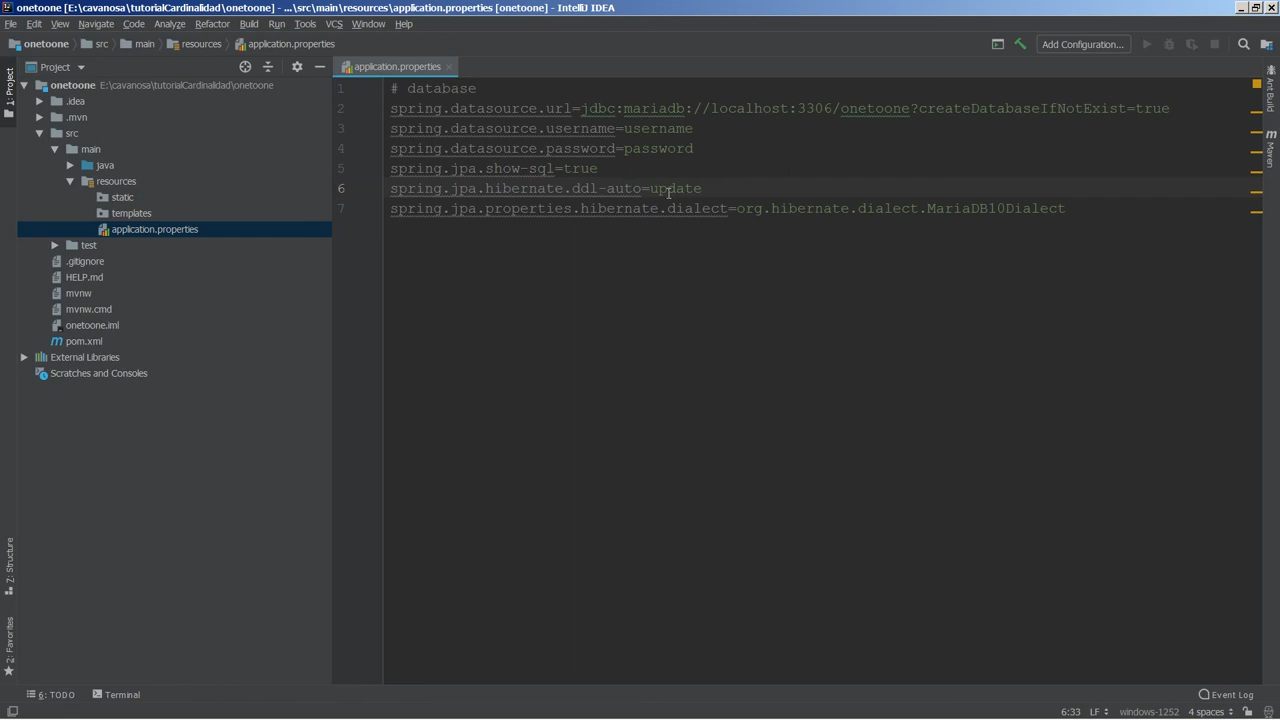 onetoone [E:\cavanosa\tutorialCardinalidad\onetoone] - ...\src\main\resources\application.properties [onetoone] - IntelliJ IDEA
File Edit View Navigate Code Analyze Refactor Build Run Tools VCS Window Help
onetoone src main resources application.properties Add Configuration...
Project
application.properties
1: Project
Ant Build
Maven
onetoone E:\cavanosa\tutorialCardinalidad\onetoone
.idea
.mvn
src
main
java
resources
static
templates
application.properties
test
.gitignore
HELP.md
mvnw
mvnw.cmd
onetoone.iml
pom.xml
External Libraries
Scratches and Consoles
1 # database
2 spring.datasource.url=jdbc:mariadb://localhost:3306/onetoone?createDatabaseIfNotExist=true
3 spring.datasource.username=username
4 spring.datasource.password=password
5 spring.jpa.show-sql=true
6 spring.jpa.hibernate.ddl-auto=update
7 spring.jpa.properties.hibernate.dialect=org.hibernate.dialect.MariaDB10Dialect
Z: Structure
2: Favorites
6: TODO Terminal Event Log
6:33 LF windows-1252 4 spaces